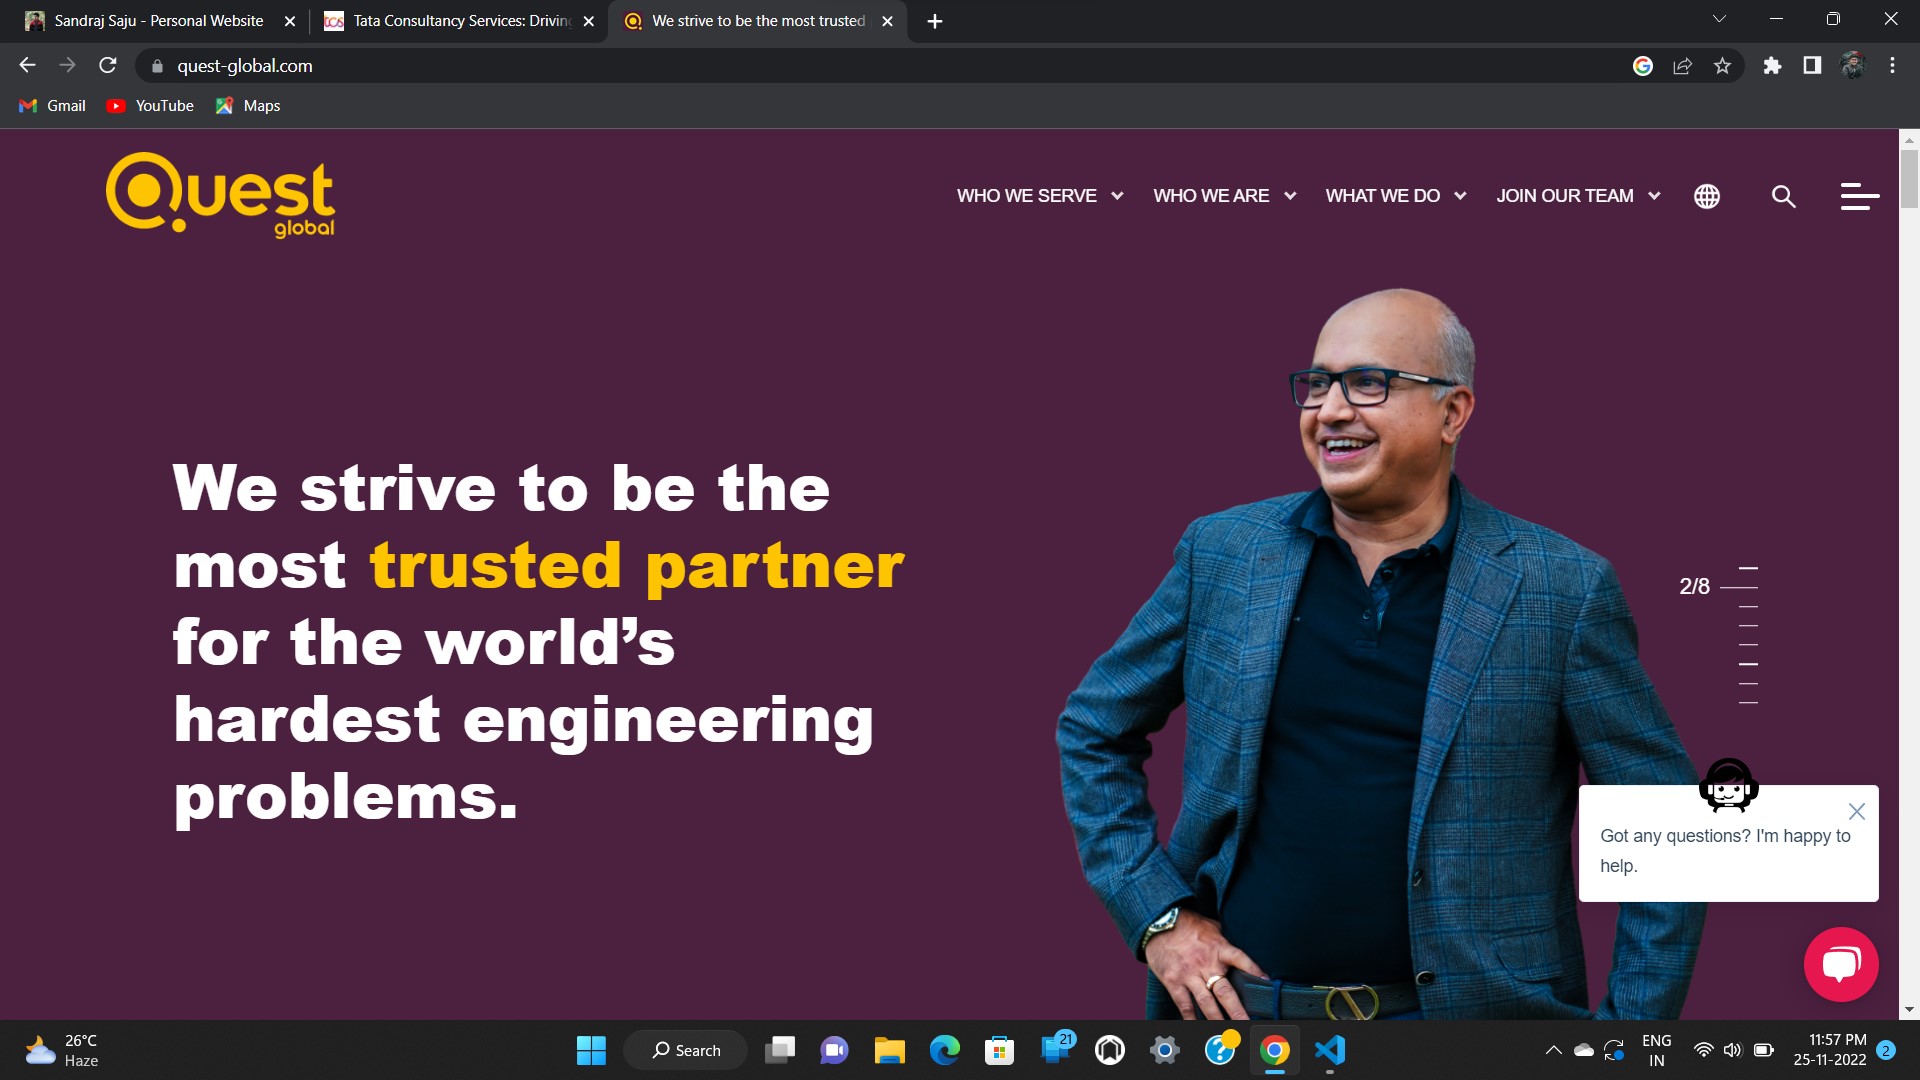 Sandraj Saju - Personal Website
tcs
Tata Consultancy Services: Driving
We strive to be the most trusted
quest-global.com
Gmail
YouTube
Maps
Quest
global
WHO WE SERVE
WHO WE ARE
WHAT WE DO
JOIN OUR TEAM
We strive to be the
most trusted partner
for the world’s
hardest engineering
problems.
2/8
Got any questions? I'm happy to
help.
26°C
Haze
Search
21
ENG
IN
11:57 PM
25-11-2022
2